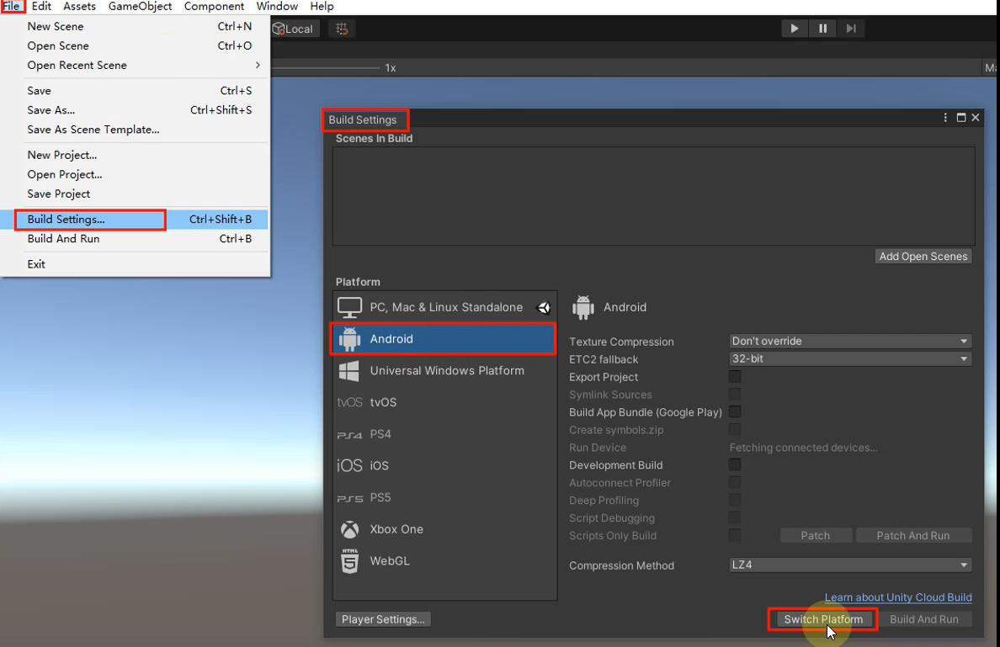 File Edit Assets GameObject Component Window Help
New Scene Ctrl+N
Open Scene Ctrl+O
Open Recent Scene >
Save Ctrl+S
Save As... Ctrl+Shift+S
Save As Scene Template...
New Project...
Open Project...
Save Project
Build Settings... Ctrl+Shift+B
Build And Run Ctrl+B
Exit
Local
1x
Ma
Build Settings
Scenes In Build
Add Open Scenes
Platform
PC, Mac & Linux Standalone
Android
Universal Windows Platform
tvOS tvOS
PS4 PS4
iOS iOS
PS5 PS5
Xbox One
HTML 5 WebGL
Player Settings...
Android
Texture Compression Don't override
ETC2 fallback 32-bit
Export Project
Symlink Sources
Build App Bundle (Google Play)
Create symbols.zip
Run Device Fetching connected devices...
Development Build
Autoconnect Profiler
Deep Profiling
Script Debugging
Scripts Only Build Patch Patch And Run
Compression Method LZ4
Learn about Unity Cloud Build
Switch Platform Build And Run